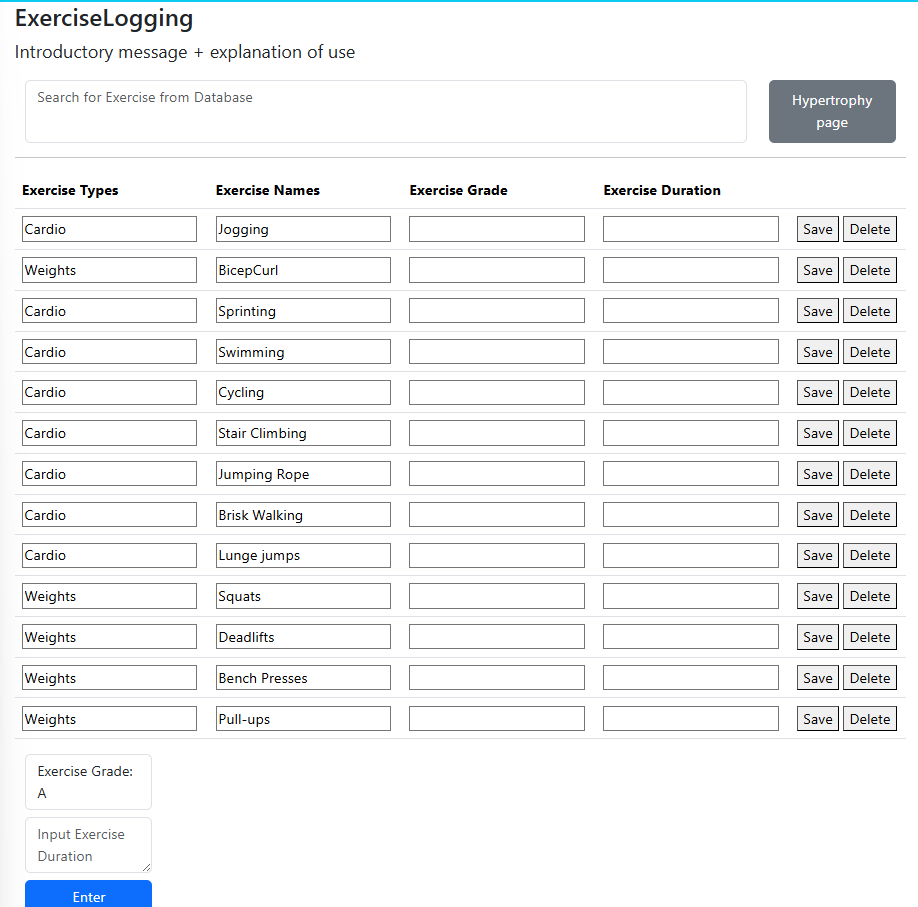 ExerciseLogging
Introductory message + explanation of use
Search for Exercise from Database
Hypertrophy
page
Exercise Types Exercise Names Exercise Grade Exercise Duration
Cardio Jogging Save Delete
Weights BicepCurl Save Delete
Cardio Sprinting Save Delete
Cardio Swimming Save Delete
Cardio Cycling Save Delete
Cardio Stair Climbing Save Delete
Cardio Jumping Rope Save Delete
Cardio Brisk Walking Save Delete
Cardio Lunge jumps Save Delete
Weights Squats Save Delete
Weights Deadlifts Save Delete
Weights Bench Presses Save Delete
Weights Pull-ups Save Delete
Exercise Grade:
A
Input Exercise
Duration
Enter